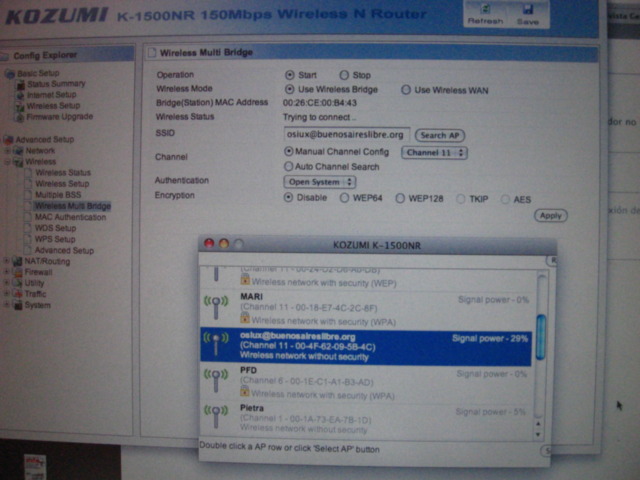 KOZUMI K-1500NR 150Mbps Wireless N Router
Refresh Save
Config Explorer
Basic Setup
Status Summary
Internet Setup
Wireless Setup
Firmware Upgrade
Advanced Setup
Network
Wireless
Wireless Status
Wireless Setup
Multiple BSS
Wireless Multi Bridge
MAC Authentication
WDS Setup
WPS Setup
Advanced Setup
NAT/Routing
Firewall
Utility
Traffic
System
Wireless Multi Bridge
Operation Start Stop
Wireless Mode Use Wireless Bridge Use Wireless WAN
Bridge(Station) MAC Address 00:26:CE:00:B4:43
Wireless Status Trying to connect ..
SSID osiux@buenosaireslibre.org Search AP
Channel Manual Channel Config Channel 11
Auto Channel Search
Authentication Open System
Encryption Disable WEP64 WEP128 TKIP AES
Apply
KOZUMI K-1500NR
Wireless network with security (WEP)
MARI Signal power - 0%
(Channel 11 - 00-18-E7-4C-2C-8F)
Wireless network with security (WPA)
osiux@buenosaireslibre.org Signal power - 29%
(Channel 11 - 00-4F-62-09-5B-4C)
Wireless network without security
PFD Signal power - 0%
(Channel 6 - 00-1E-C1-A1-B3-AD)
Wireless network with security (WPA)
Pietra Signal power - 5%
(Channel 1 - 00-1A-73-EA-7B-1D)
Wireless network without security
Double click a AP row or click 'Select AP' button
vista Ge
dor no